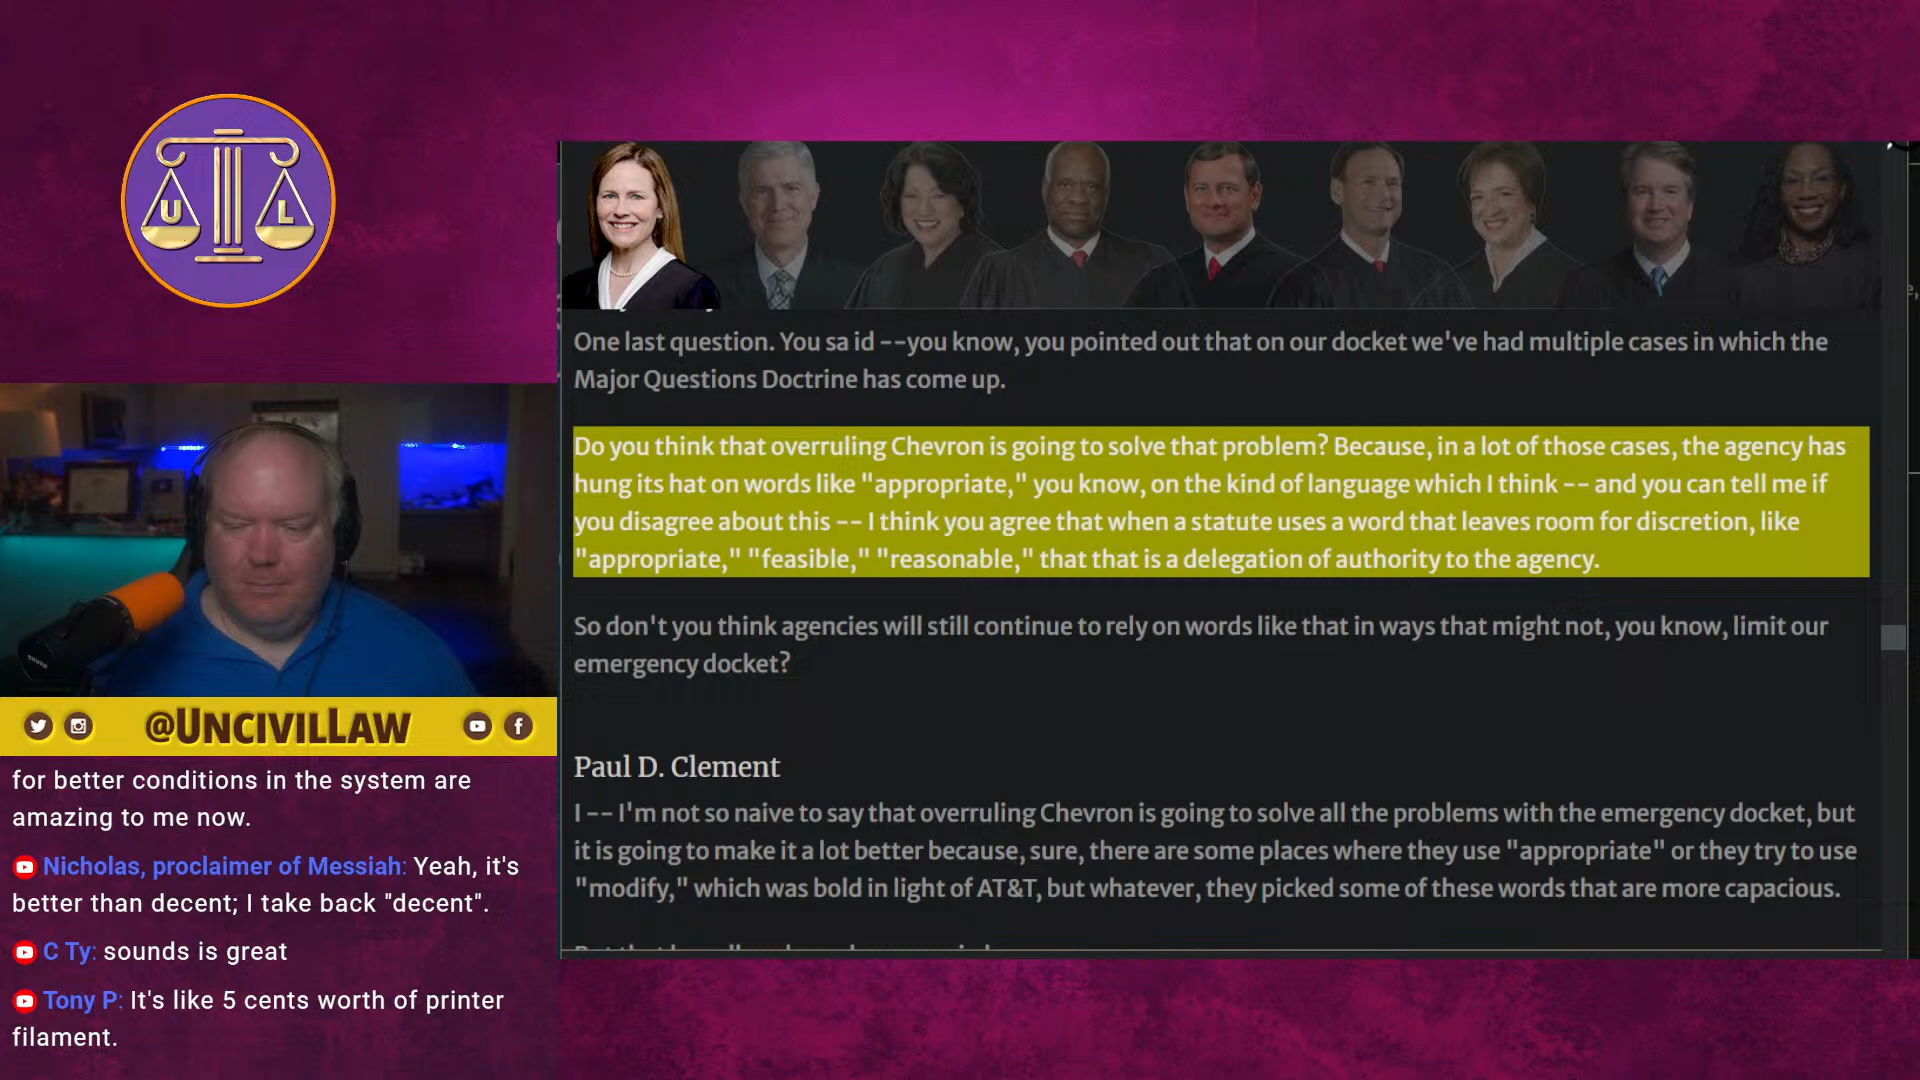 U L
One last question. You sa id --you know, you pointed out that on our docket we've had multiple cases in which the
Major Questions Doctrine has come up.
Do you think that overruling Chevron is going to solve that problem? Because, in a lot of those cases, the agency has
hung its hat on words like "appropriate," you know, on the kind of language which I think -- and you can tell me if
you disagree about this -- I think you agree that when a statute uses a word that leaves room for discretion, like
"appropriate," "feasible," "reasonable," that that is a delegation of authority to the agency.
So don't you think agencies will still continue to rely on words like that in ways that might not, you know, limit our
emergency docket?
Paul D. Clement
I -- I'm not so naive to say that overruling Chevron is going to solve all the problems with the emergency docket, but
it is going to make it a lot better because, sure, there are some places where they use "appropriate" or they try to use
"modify," which was bold in light of AT&T, but whatever, they picked some of these words that are more capacious.
SHURE
@UNCIVILLAW
for better conditions in the system are
amazing to me now.
Nicholas, proclaimer of Messiah: Yeah, it's
better than decent; I take back "decent".
C Ty: sounds is great
Tony P: It's like 5 cents worth of printer
filament.